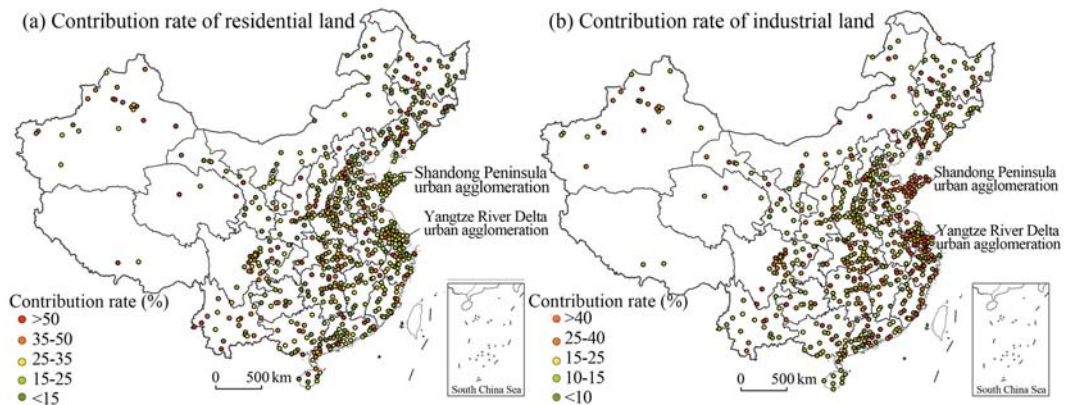 (a) Contribution rate of residential land
Shandong Peninsula
urban agglomeration
Yangtze River Delta
urban agglomeration
Contribution rate (%)
>50
35-50
25-35
15-25
<15
0 500 km
South China Sea
(b) Contribution rate of industrial land
Shandong Peninsula
urban agglomeration
Yangtze River Delta
urban agglomeration
Contribution rate (%)
>40
25-40
15-25
10-15
<10
0 500 km
South China Sea